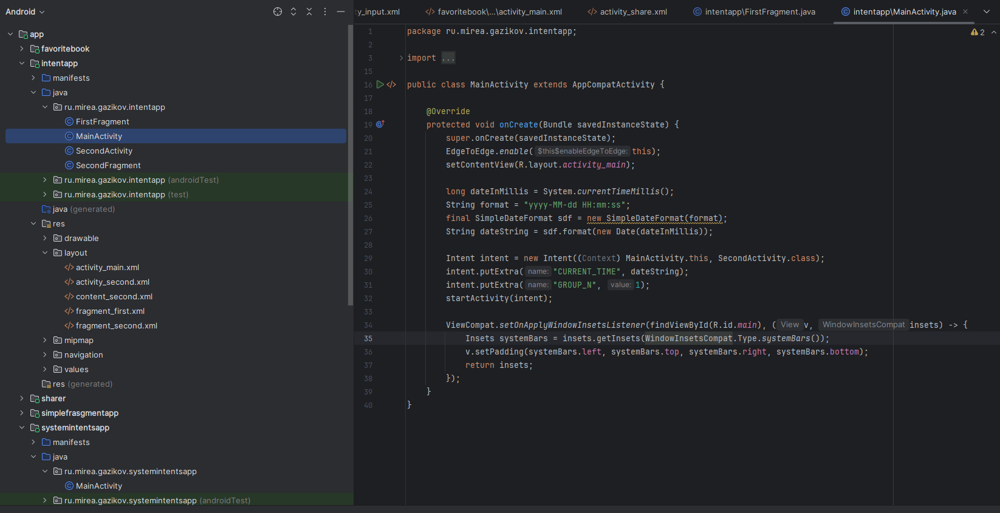 Android
app
favoritebook
intentapp
manifests
java
ru.mirea.gazikov.intentapp
FirstFragment
MainActivity
SecondActivity
SecondFragment
ru.mirea.gazikov.intentapp (androidTest)
ru.mirea.gazikov.intentapp (test)
java (generated)
res
drawable
layout
activity_main.xml
activity_second.xml
content_second.xml
fragment_first.xml
fragment_second.xml
mipmap
navigation
values
res (generated)
sharer
simplefrasgmentapp
systemintentsapp
manifests
java
ru.mirea.gazikov.systemintentsapp
MainActivity
ru.mirea.gazikov.systemintentsapp (androidTest)
ty_input.xml favoritebook\...\activity_main.xml activity_share.xml intentapp\FirstFragment.java intentapp\MainActivity.java
2
1 package ru.mirea.gazikov.intentapp;
2
3 import ...
15
16 public class MainActivity extends AppCompatActivity {
17
18 @Override
19 protected void onCreate(Bundle savedInstanceState) {
20 super.onCreate(savedInstanceState);
21 EdgeToEdge.enable( $this$enableEdgeToEdge: this);
22 setContentView(R.layout.activity_main);
23
24 long dateInMillis = System.currentTimeMillis();
25 String format = "yyyy-MM-dd HH:mm:ss";
26 final SimpleDateFormat sdf = new SimpleDateFormat(format);
27 String dateString = sdf.format(new Date(dateInMillis));
28
29 Intent intent = new Intent((Context) MainActivity.this, SecondActivity.class);
30 intent.putExtra( name: "CURRENT_TIME", dateString);
31 intent.putExtra( name: "GROUP_N", value: 1);
32 startActivity(intent);
33
34 ViewCompat.setOnApplyWindowInsetsListener(findViewById(R.id.main), ( View v, WindowInsetsCompat insets) -> {
35 Insets systemBars = insets.getInsets(WindowInsetsCompat.Type.systemBars());
36 v.setPadding(systemBars.left, systemBars.top, systemBars.right, systemBars.bottom);
37 return insets;
38 });
39 }
40 }